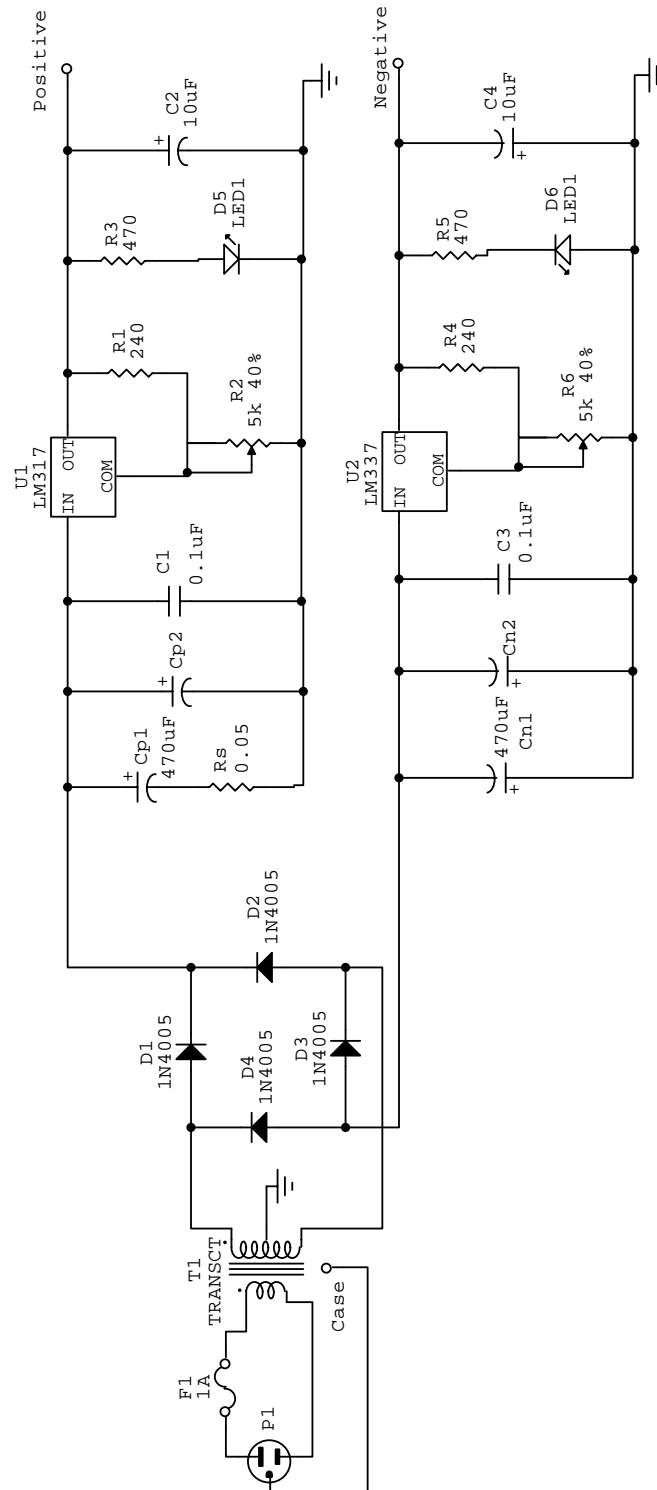 P1
F1
1A
T1
TRANSCT
Case
D1
1N4005
D4
1N4005
D3
1N4005
D2
1N4005
+
Cp1
470uF
Rs
0.05
+
Cp2
C1
0.1uF
U1
LM317
IN OUT
COM
R1
240
R2
5k 40%
R3
470
D5
LED1
+
C2
10uF
Positive
470uF
Cn1
+
Cn2
+
C3
0.1uF
U2
LM337
IN OUT
COM
R4
240
R6
5k 40%
R5
470
D6
LED1
C4
10uF
+
Negative